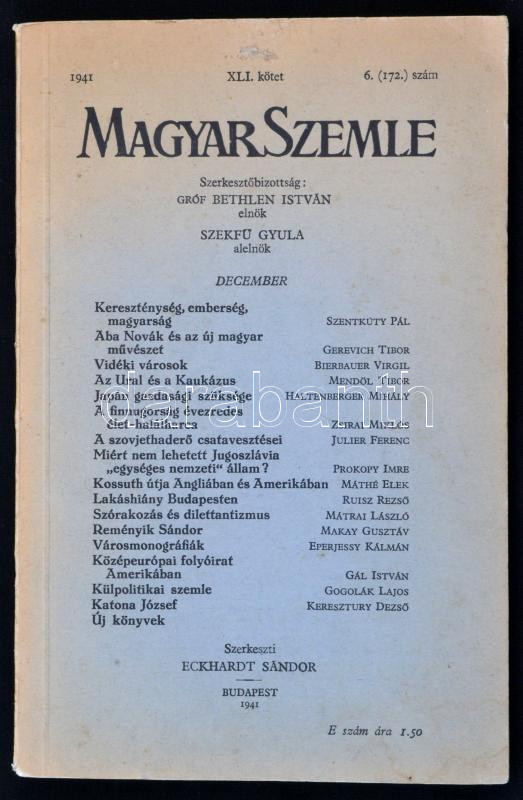 1941 XLI. kötet 6. (172.) szám
MAGYAR SZEMLE
Szerkesztőbizottság:
GRÓF BETHLEN ISTVÁN
elnök
SZEKFŰ GYULA
alelnök
DECEMBER
Kereszténység, emberség,
magyarság SZENTKÚTY PÁL
Aba Novák és az új magyar
művészet GEREVICH TIBOR
Vidéki városok BIERBAUER VIRGIL
Az Ural és a Kaukázus MENDÖL TIBOR
Japán gazdasági szüksége HALTENBERGER MIHÁLY
A finnugorság évezredes
élet-halálharca ZSIRAI MIKLÓS
A szovjethaderő csatavesztései JULIER FERENC
Miért nem lehetett Jugoszlávia
„egységes nemzeti“ állam? PROKOPY IMRE
Kossuth útja Angliában és Amerikában MÁTHÉ ELEK
Lakáshiány Budapesten RUISZ REZSŐ
Szórakozás és dilettantizmus MÁTRAI LÁSZLÓ
Reményik Sándor MAKAY GUSZTÁV
Városmonográfiák EPERJESSY KÁLMÁN
Középeurópai folyóirat
Amerikában GÁL ISTVÁN
Külpolitikai szemle GOGOLÁK LAJOS
Katona József KERESZTURY DEZSŐ
Új könyvek
darabanth
Szerkeszti
ECKHARDT SÁNDOR
BUDAPEST
1941
E szám ára 1.50